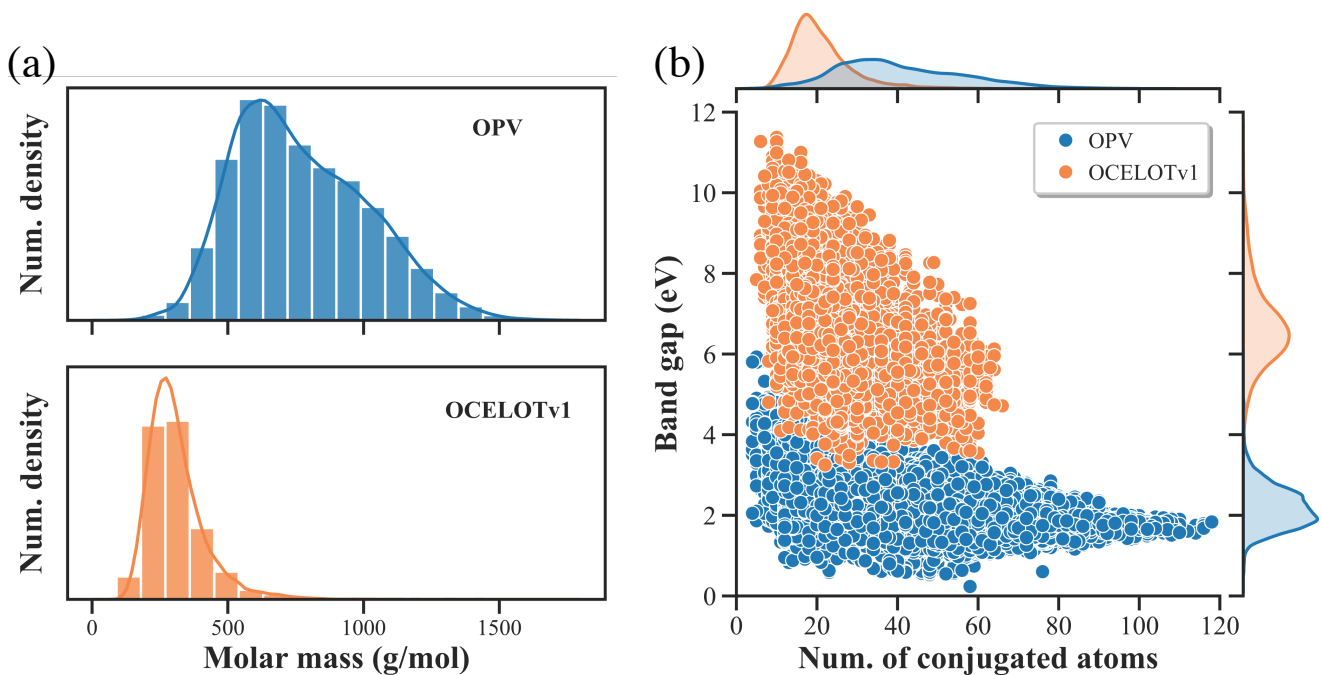 (a)
Num. density
OPV
Num. density
OCELOTv1
0 500 1000 1500
Molar mass (g/mol)
(b)
Band gap (eV)
12
10
8
6
4
2
0
OPV
OCELOTv1
0 20 40 60 80 100 120
Num. of conjugated atoms